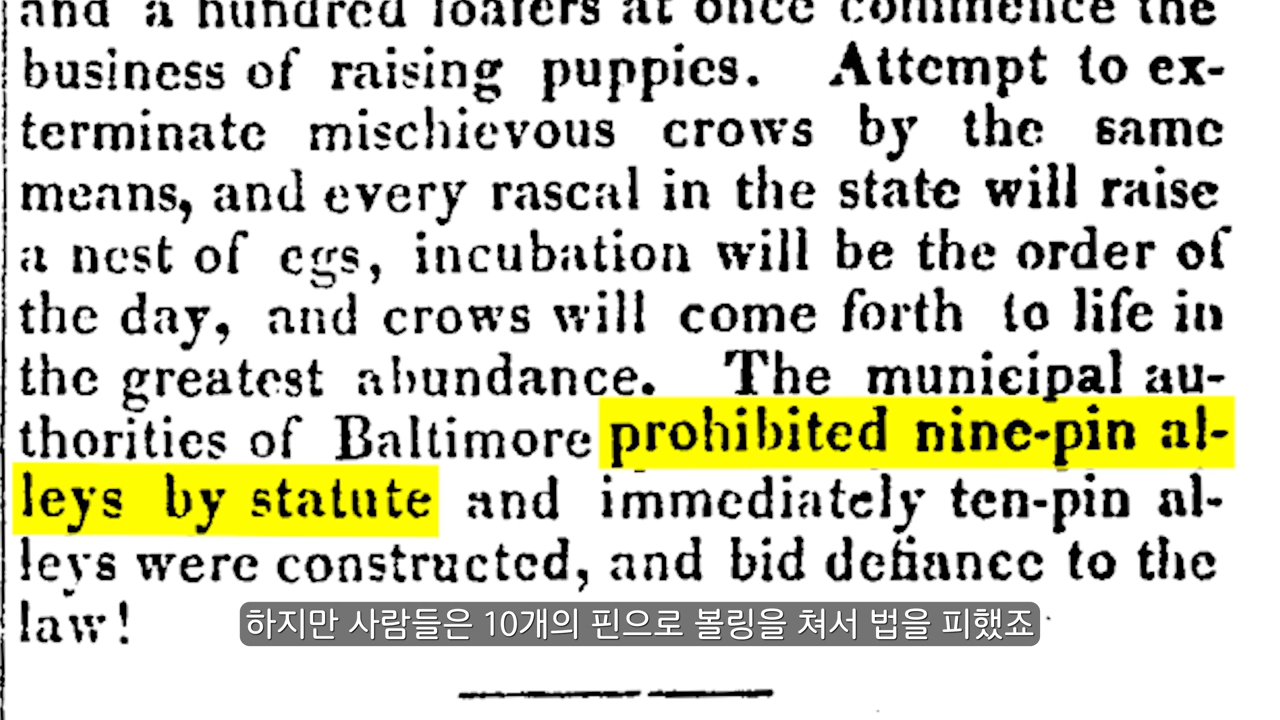 and a hundred loafers at once commence the
business of raising puppies. Attempt to ex-
terminate mischievous crows by the same
means, and every rascal in the state will raise
a nest of egs, incubation will be the order of
the day, and crows will come forth to life in
the greatest abundance. The municipal au-
thorities of Baltimore prohibited nine-pin al-
leys by statute and immediately ten-pin al-
leys were constructed, and bid defiance to the
law!
하지만 사람들은 10개의 핀으로 볼링을 쳐서 법을 피했죠